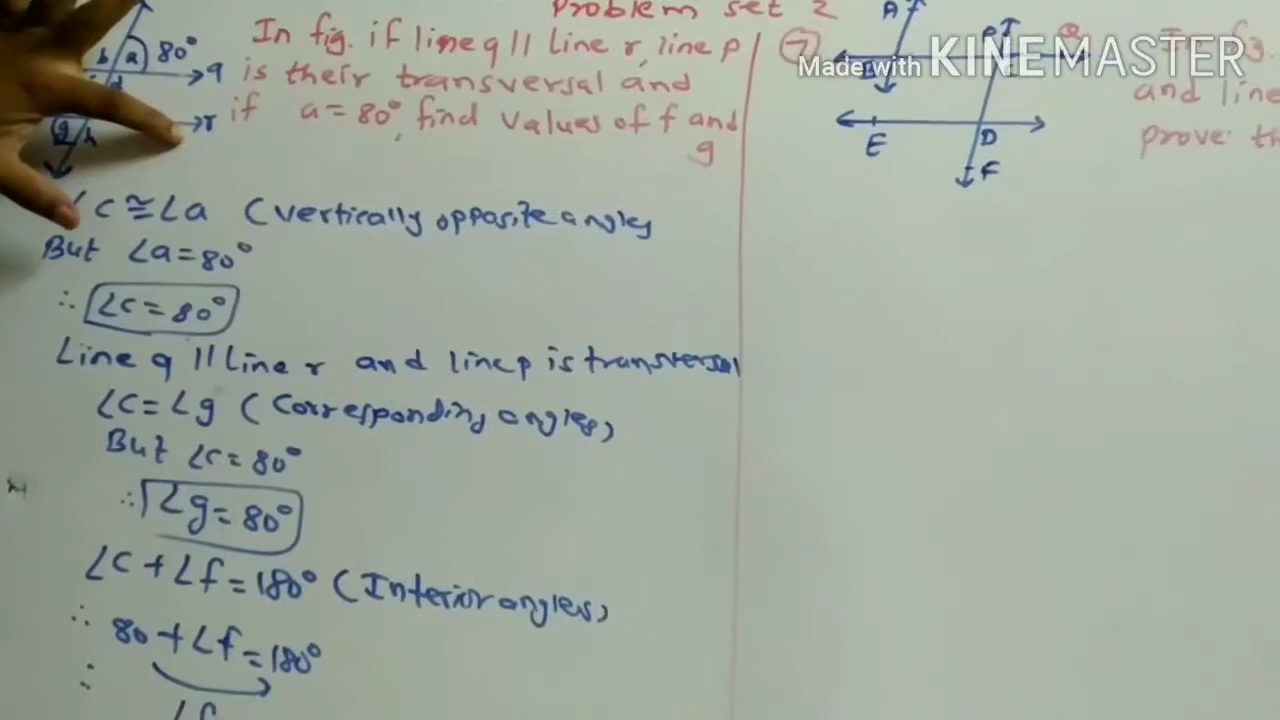 Problem set 2
b a 80°
q
d
r
g h
In fig. if line q || Line r, line p
is their transversal and
if a = 80°, find values of f and
g
∠c ≅ ∠a (vertically opposite angles
But ∠a = 80°
∴ ∠c = 80°
Line q || Line r and line p is transversal
∠c = ∠g (Corresponding angles)
But ∠c = 80°
∴ ∠g = 80°
∠c + ∠f = 180° (Interior angles)
∴ 80 + ∠f = 180°
∴
∠f
7
A
P
E
D
F
Made with KINEMASTER
and line
prove th